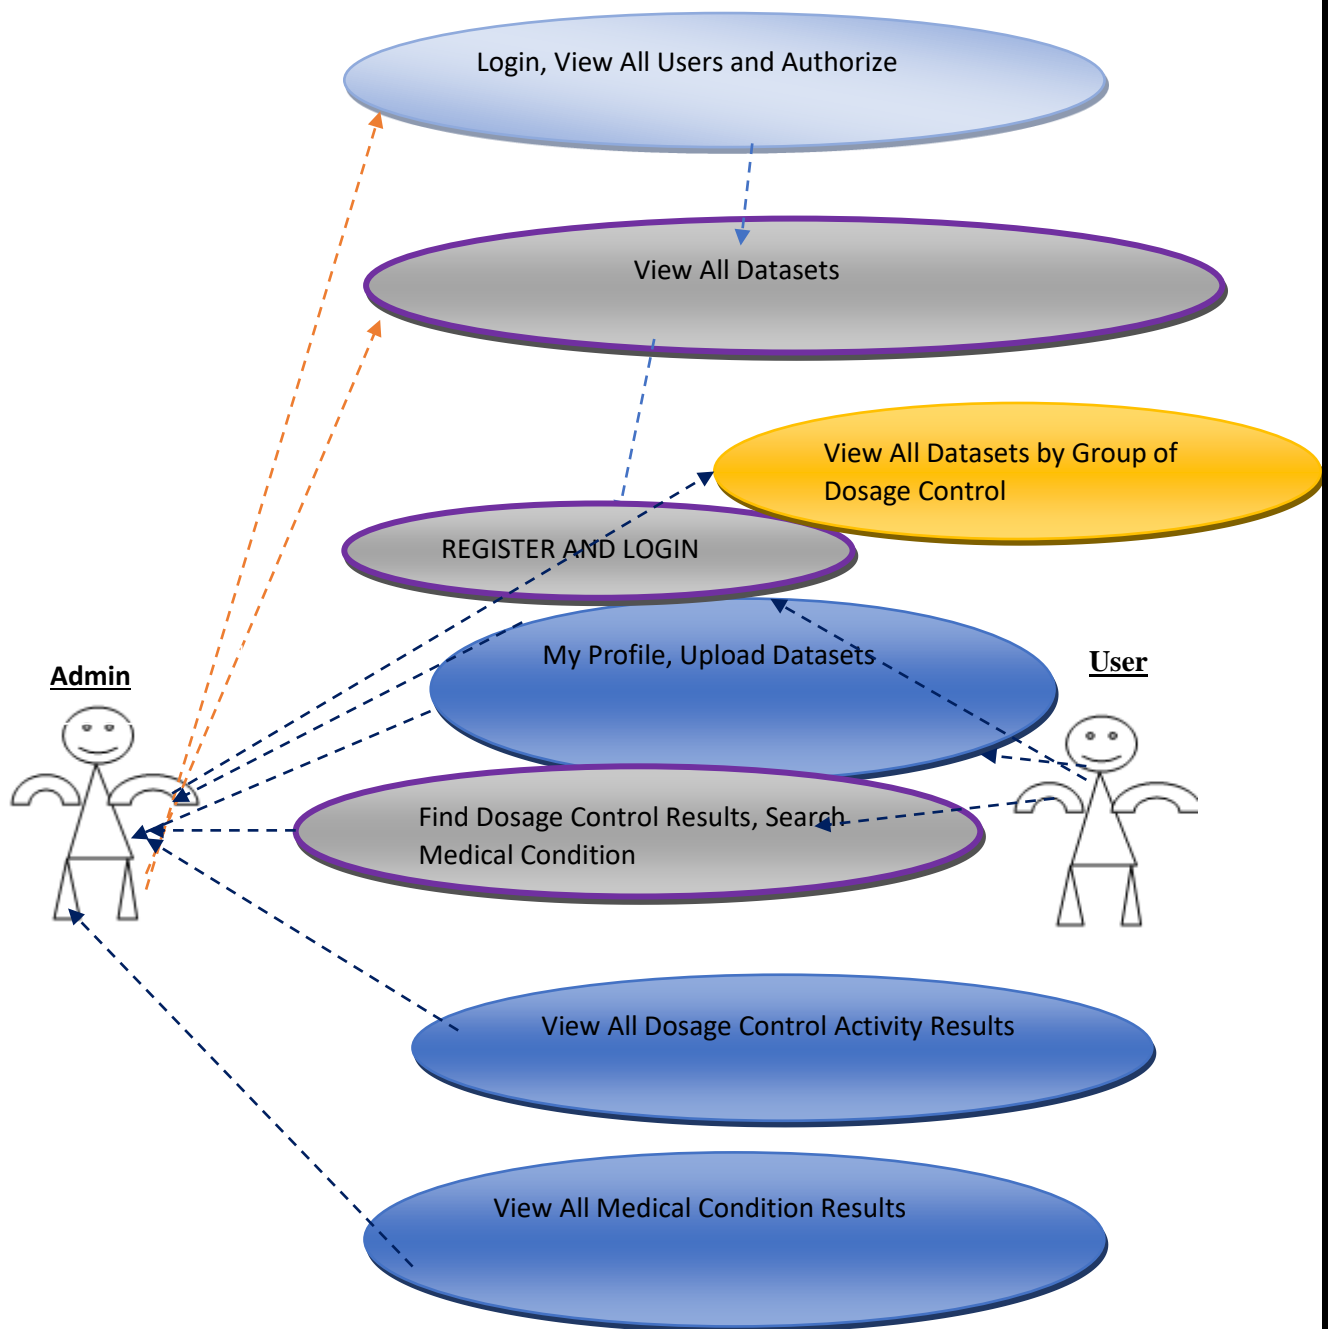 Login, View All Users and Authorize
View All Datasets
View All Datasets by Group of
Dosage Control
REGISTER AND LOGIN
My Profile, Upload Datasets
Admin
User
Find Dosage Control Results, Search
Medical Condition
View All Dosage Control Activity Results
View All Medical Condition Results